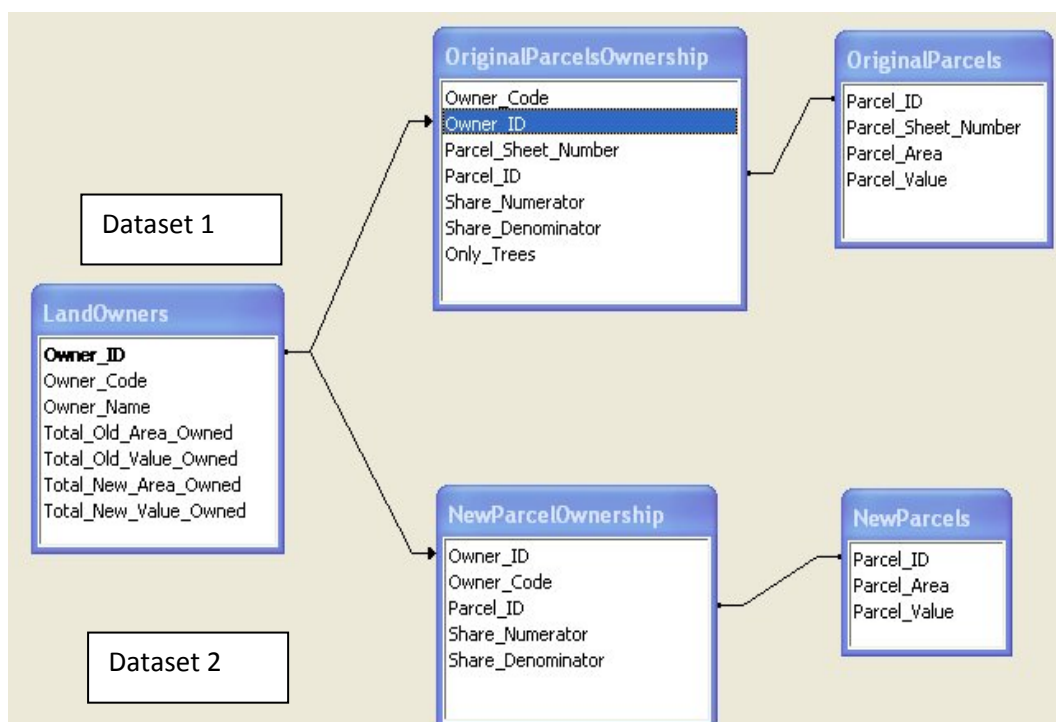 OriginalParcelsOwnership
Owner_Code
Owner_ID
Parcel_Sheet_Number
Parcel_ID
Share_Numerator
Share_Denominator
Only_Trees
OriginalParcels
Parcel_ID
Parcel_Sheet_Number
Parcel_Area
Parcel_Value
Dataset 1
LandOwners
Owner_ID
Owner_Code
Owner_Name
Total_Old_Area_Owned
Total_Old_Value_Owned
Total_New_Area_Owned
Total_New_Value_Owned
NewParcelOwnership
Owner_ID
Owner_Code
Parcel_ID
Share_Numerator
Share_Denominator
NewParcels
Parcel_ID
Parcel_Area
Parcel_Value
Dataset 2